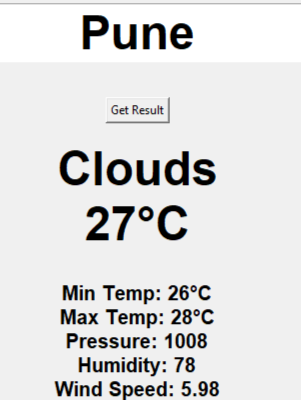 Pune
Get Result
Clouds
27°C
Min Temp: 26°C
Max Temp: 28°C
Pressure: 1008
Humidity: 78
Wind Speed: 5.98